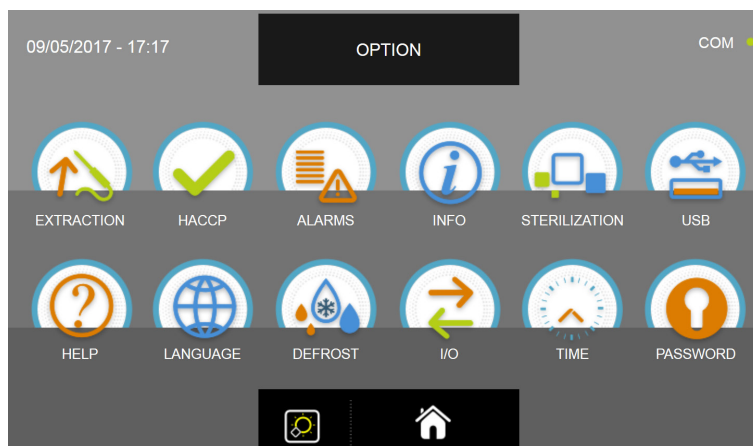 09/05/2017 - 17:17
OPTION
COM
EXTRACTION
HACCP
ALARMS
INFO
STERILIZATION
USB
HELP
LANGUAGE
DEFROST
I/O
TIME
PASSWORD